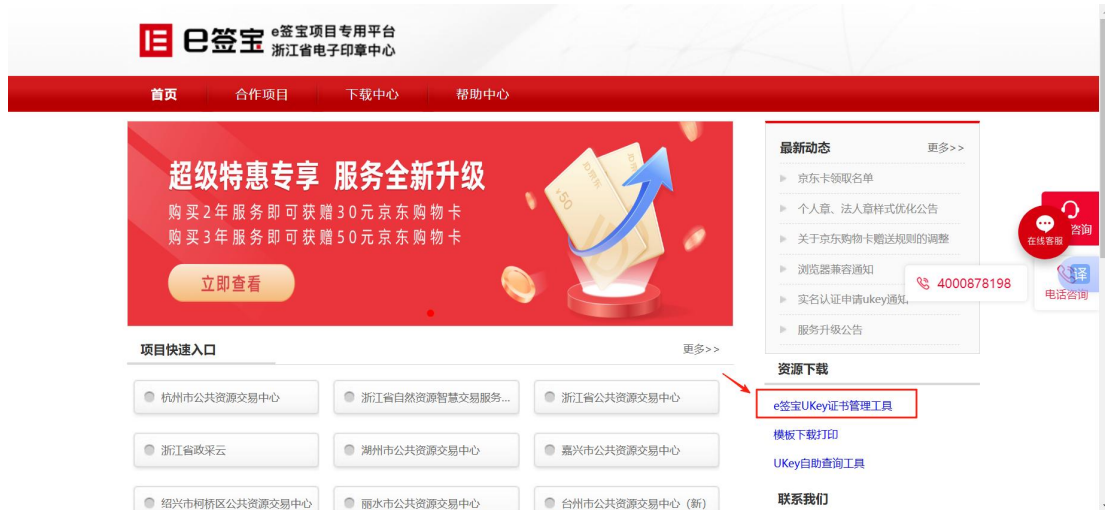 e签宝
e签宝项目专用平台
浙江省电子印章中心
首页 合作项目 下载中心 帮助中心
超级特惠专享 服务全新升级
购买2年服务即可获赠30元京东购物卡
购买3年服务即可获赠50元京东购物卡
立即查看
最新动态 更多>>
京东卡领取名单
个人章、法人章样式优化公告
关于京东购物卡赠送规则的调整
浏览器兼容通知
实名认证申请ukey通知
服务升级公告
咨询
在线客服
译
4000878198
电话咨询
项目快速入口 更多>>
杭州市公共资源交易中心 浙江省自然资源智慧交易服务... 浙江省公共资源交易中心
浙江省政采云 湖州市公共资源交易中心 嘉兴市公共资源交易中心
绍兴市柯桥区公共资源交易中心 丽水市公共资源交易中心 台州市公共资源交易中心（新）
资源下载
e签宝UKey证书管理工具
模板下载打印
UKey自助查询工具
联系我们